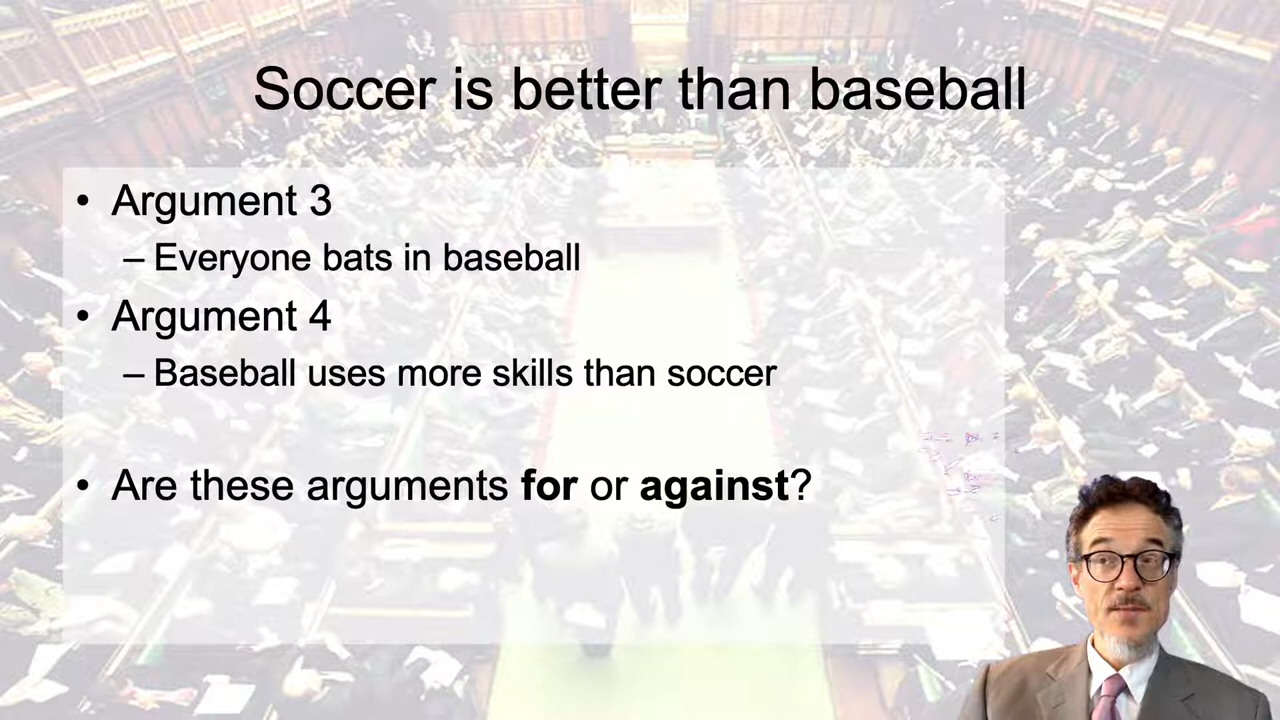 Soccer is better than baseball
• Argument 3
– Everyone bats in baseball
• Argument 4
– Baseball uses more skills than soccer
• Are these arguments for or against?